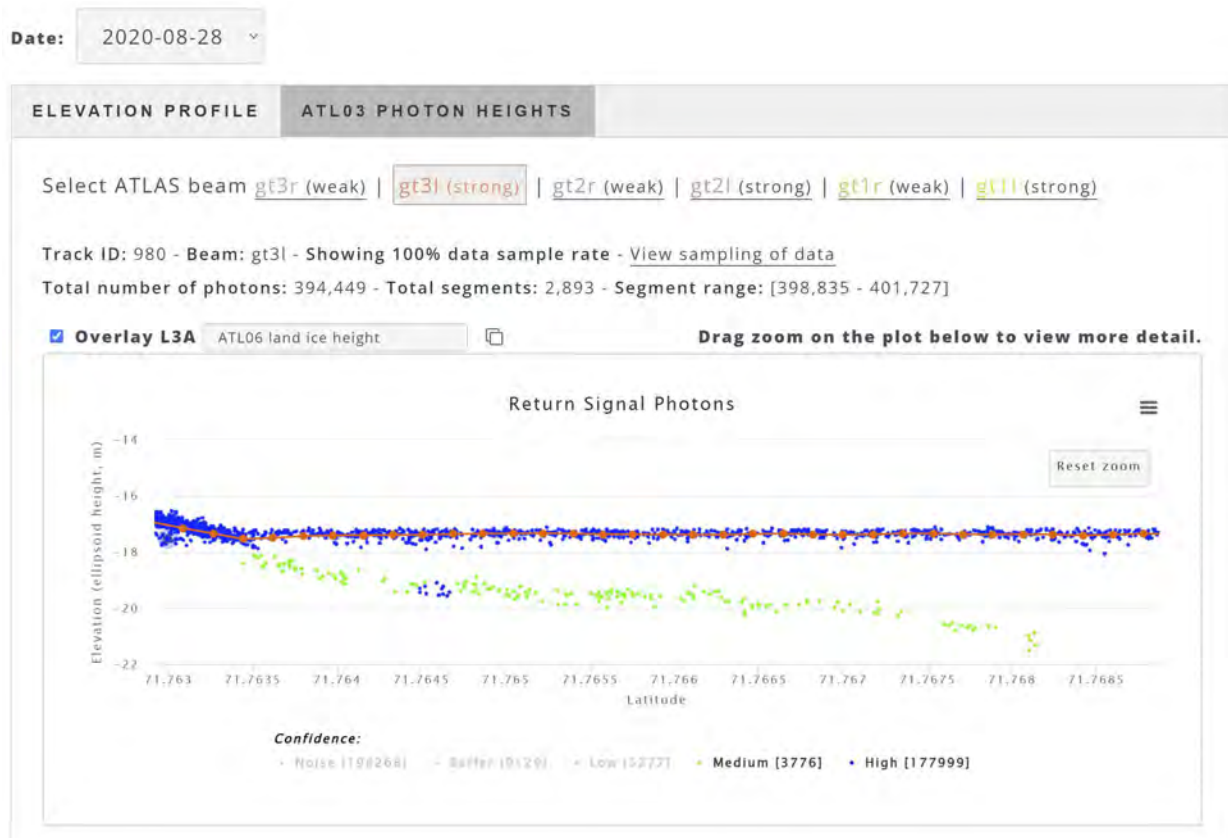 Date: 2020-08-28
ELEVATION PROFILE ATL03 PHOTON HEIGHTS
Select ATLAS beam gt3r (weak) | gt3l (strong) | gt2r (weak) | gt2l (strong) | gt1r (weak) | gt1l (strong)
Track ID: 980 - Beam: gt3l - Showing 100% data sample rate - View sampling of data
Total number of photons: 394,449 - Total segments: 2,893 - Segment range: [398,835 - 401,727]
Overlay L3A ATL06 land ice height Drag zoom on the plot below to view more detail.
Return Signal Photons
Reset zoom
Elevation (ellipsoid height, m)
-14
-16
-18
-20
-22
71.763 71.7635 71.764 71.7645 71.765 71.7655 71.766 71.7665 71.767 71.7675 71.768 71.7685
Latitude
Confidence:
Noise Buffer Low Medium [3776] High [177999]